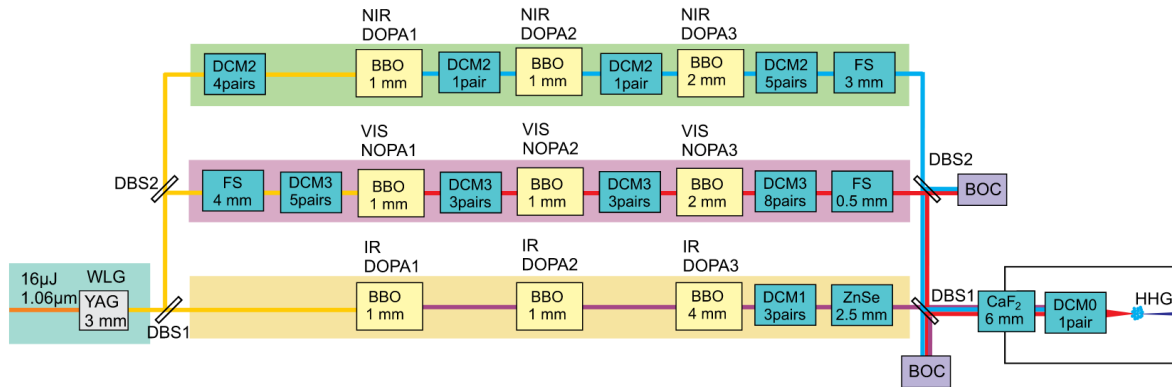 NIR
DOPA1
NIR
DOPA2
NIR
DOPA3
DCM2
4pairs
BBO
1 mm
DCM2
1pair
BBO
1 mm
DCM2
1pair
BBO
2 mm
DCM2
5pairs
FS
3 mm
VIS
NOPA1
VIS
NOPA2
VIS
NOPA3
DBS2
FS
4 mm
DCM3
5pairs
BBO
1 mm
DCM3
3pairs
BBO
1 mm
DCM3
3pairs
BBO
2 mm
DCM3
8pairs
FS
0.5 mm
DBS2
BOC
IR
DOPA1
IR
DOPA2
IR
DOPA3
16µJ
1.06µm
WLG
YAG
3 mm
DBS1
BBO
1 mm
BBO
1 mm
BBO
4 mm
DCM1
3pairs
ZnSe
2.5 mm
DBS1
BOC
CaF₂
6 mm
DCM0
1pair
HHG